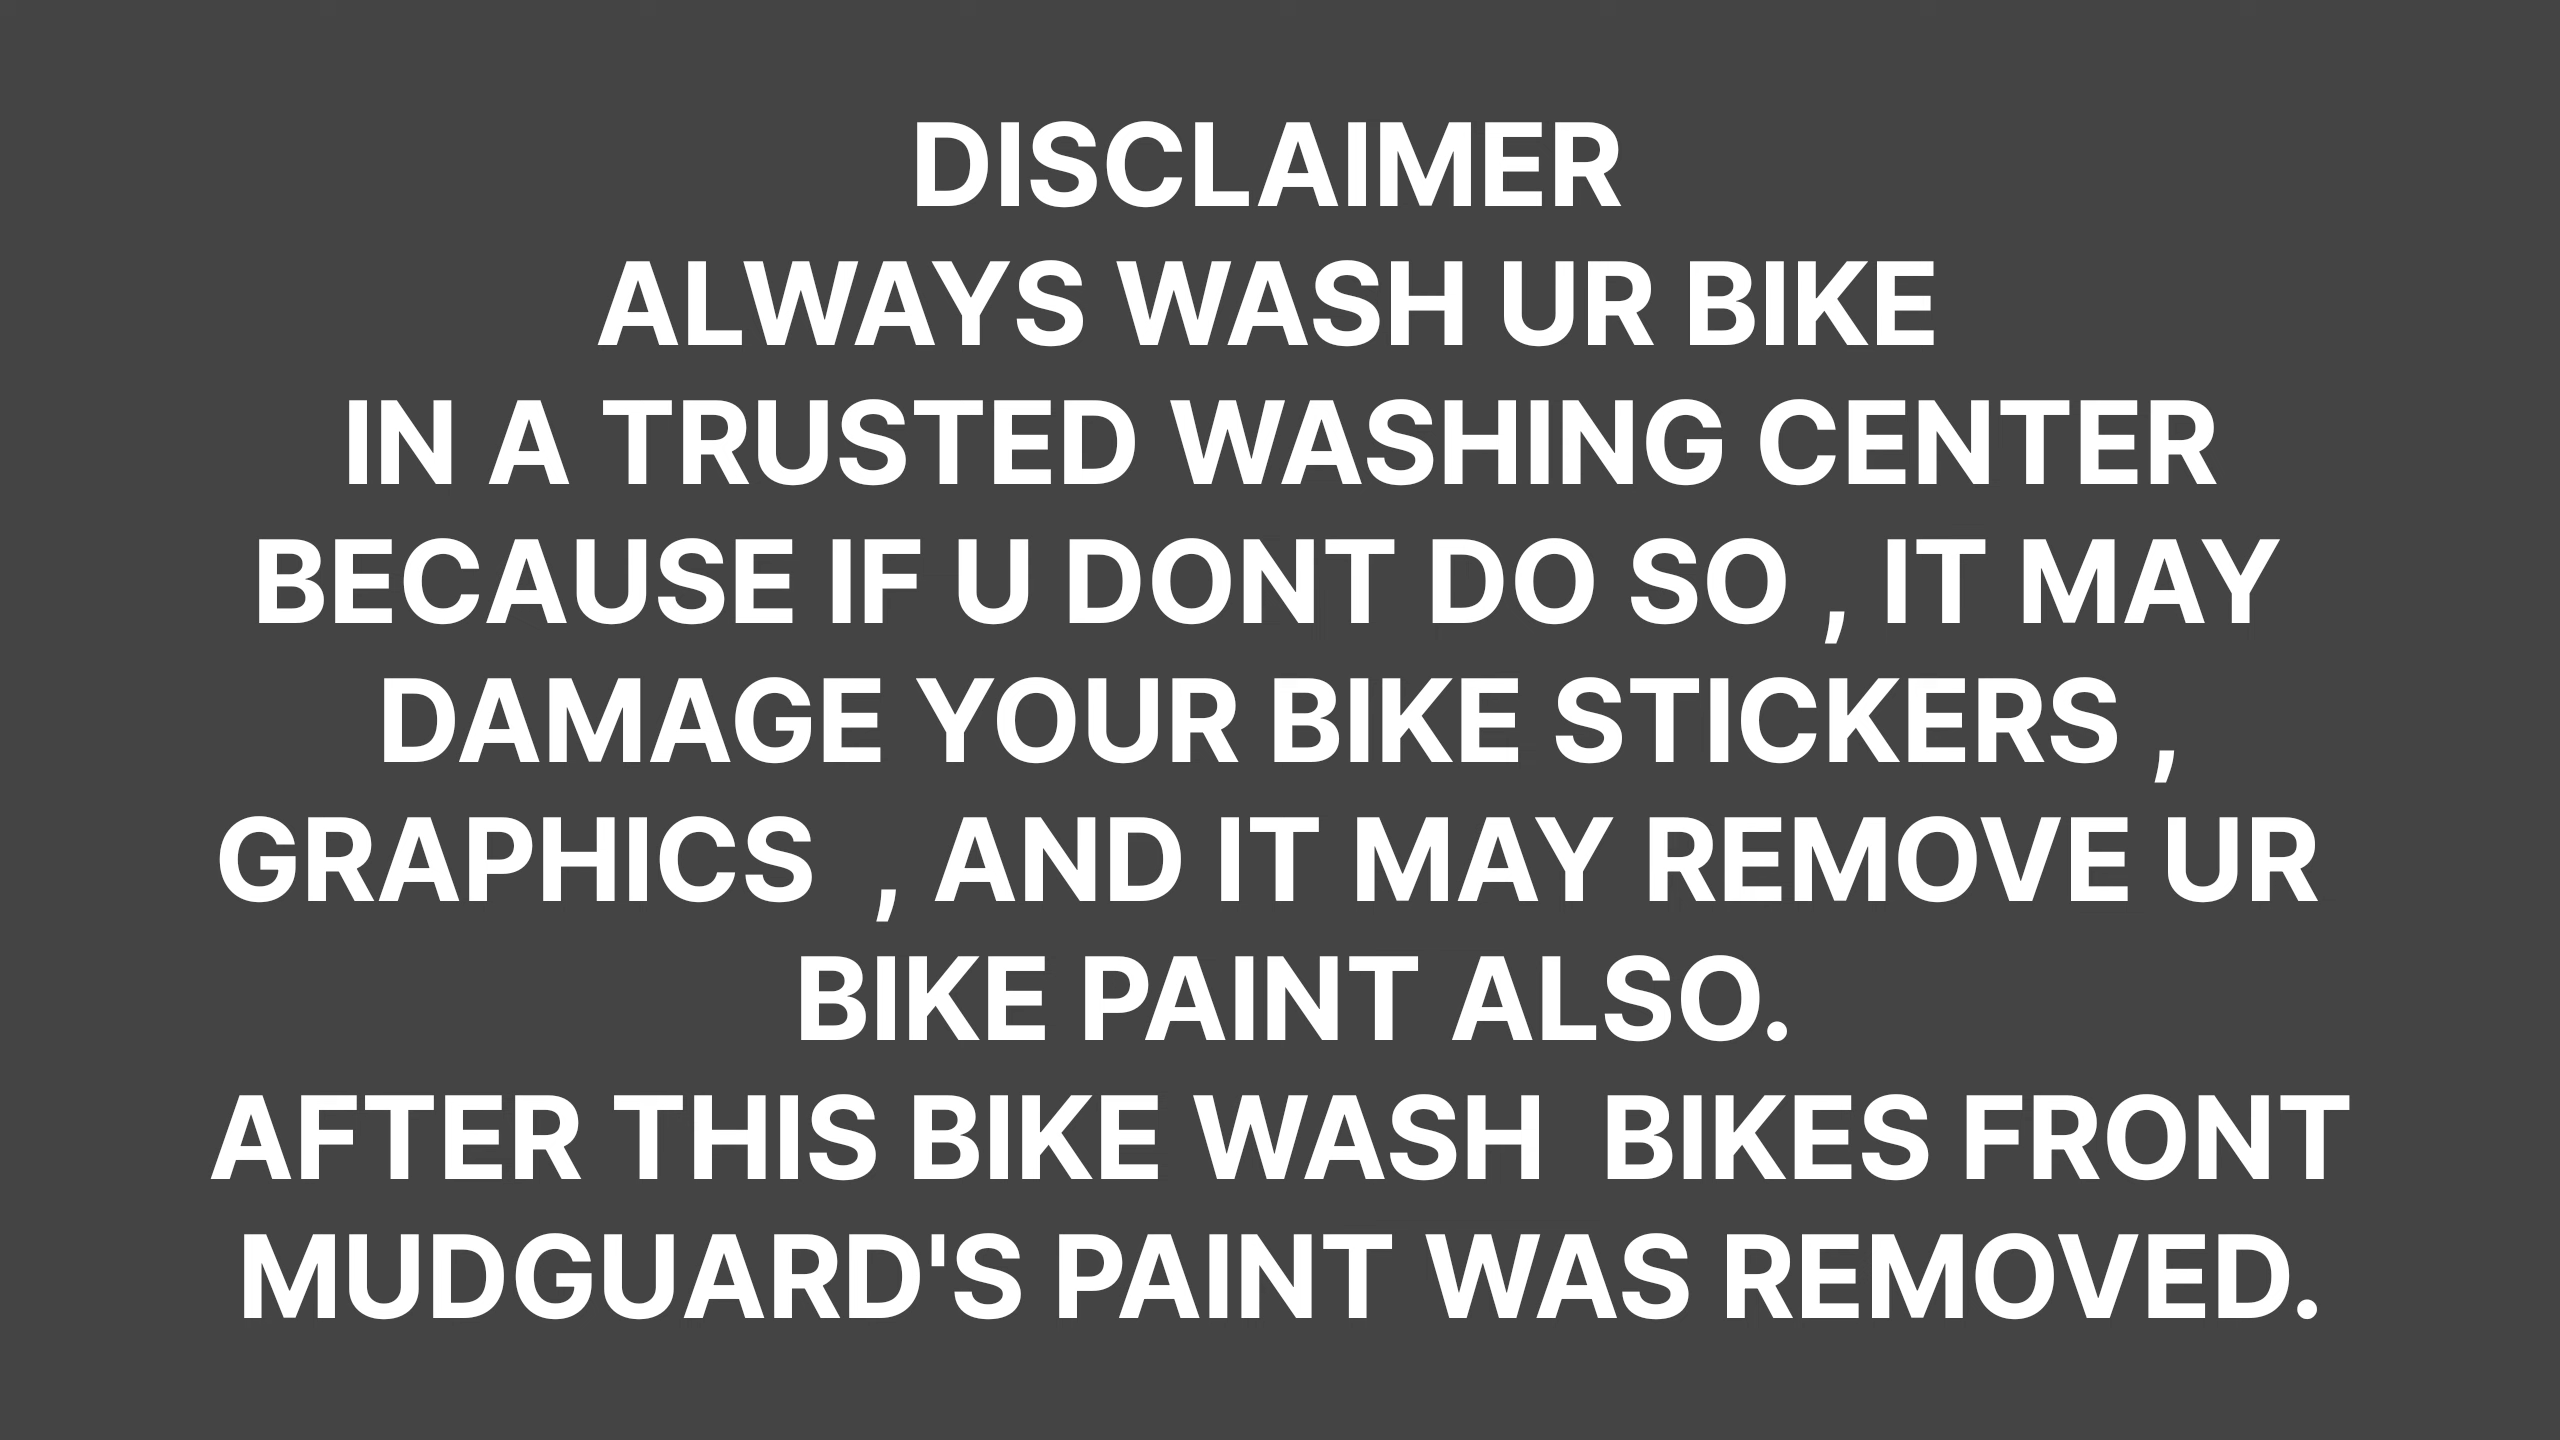 DISCLAIMER
ALWAYS WASH UR BIKE
IN A TRUSTED WASHING CENTER
BECAUSE IF U DONT DO SO , IT MAY
DAMAGE YOUR BIKE STICKERS ,
GRAPHICS  , AND IT MAY REMOVE UR
BIKE PAINT ALSO.
AFTER THIS BIKE WASH  BIKES FRONT
MUDGUARD'S PAINT WAS REMOVED.